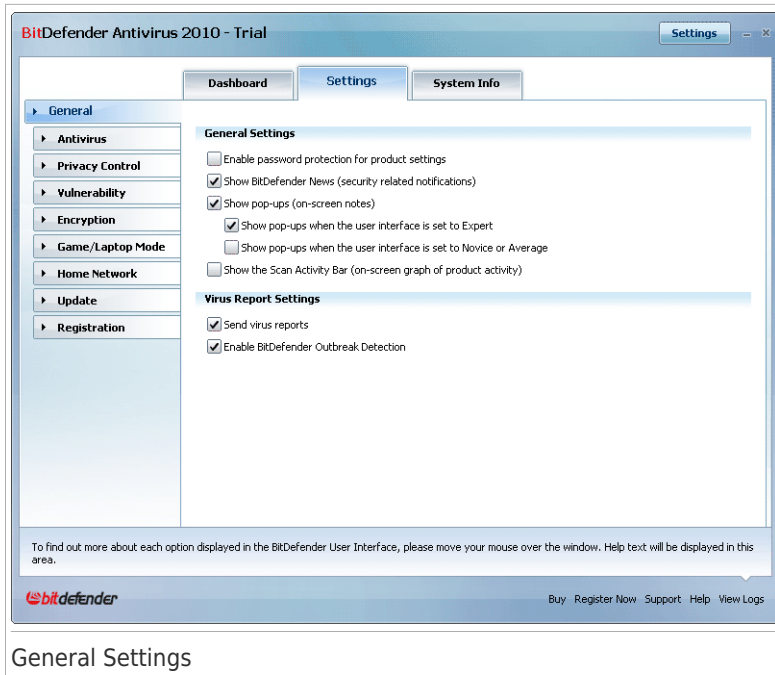 BitDefender Antivirus 2010 - Trial
Settings
Dashboard
Settings
System Info
General
Antivirus
Privacy Control
Vulnerability
Encryption
Game/Laptop Mode
Home Network
Update
Registration
General Settings
Enable password protection for product settings
Show BitDefender News (security related notifications)
Show pop-ups (on-screen notes)
Show pop-ups when the user interface is set to Expert
Show pop-ups when the user interface is set to Novice or Average
Show the Scan Activity Bar (on-screen graph of product activity)
Virus Report Settings
Send virus reports
Enable BitDefender Outbreak Detection
To find out more about each option displayed in the BitDefender User Interface, please move your mouse over the window. Help text will be displayed in this
area.
bitdefender
Buy Register Now Support Help View Logs
General Settings